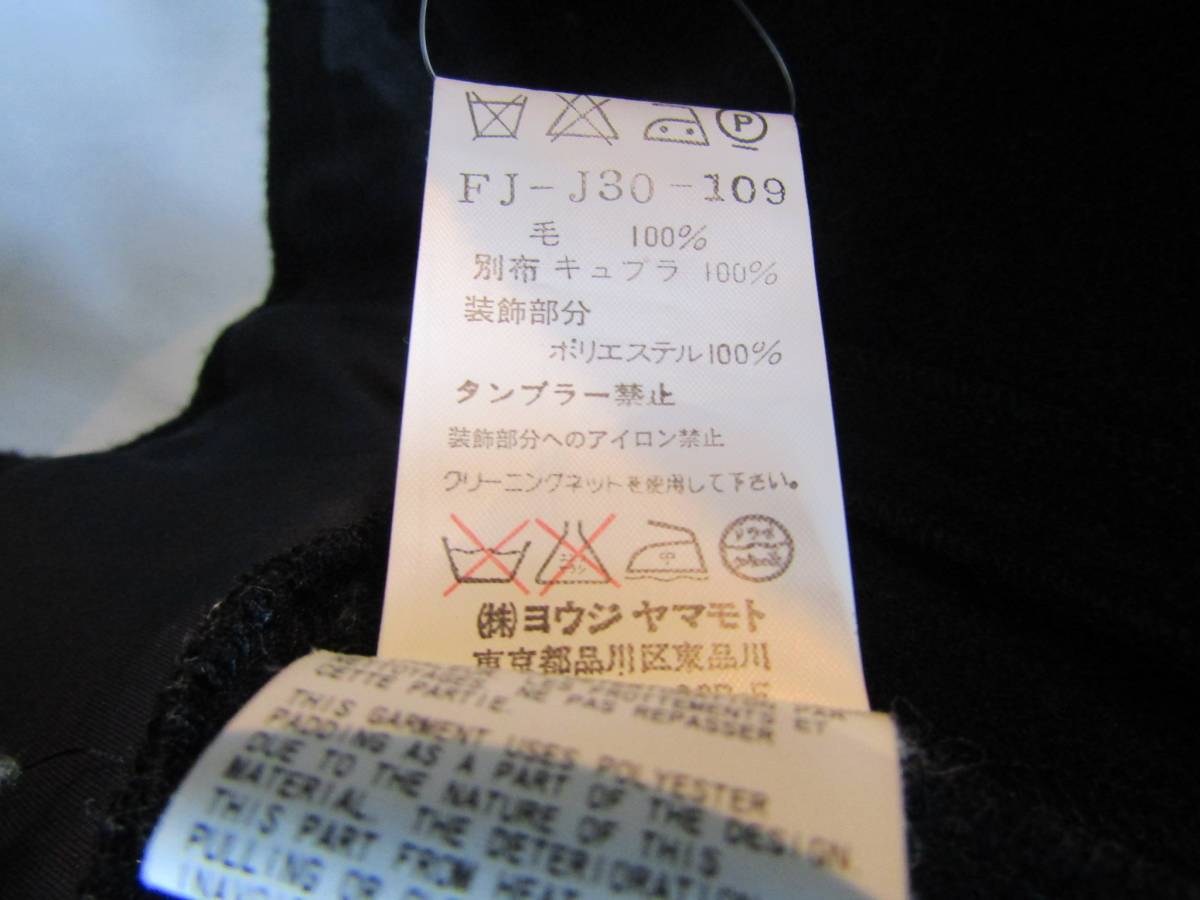 P
FJ-J30-109
毛 100%
別布 キュプラ 100%
装飾部分
ポリエステル100%
タンブラー禁止
装飾部分へのアイロン禁止
クリーニングネットを使用して下さい。
中
㈱ヨウジヤマモト
東京都品川区東品川
CETTE PARTIE. NE PAS REPASSER
THIS GARMENT USES POLYESTER
PADDING AS A PART OF THE DESIGN.
DUE TO THE NATURE OF THIS
MATERIAL, THE DETERIORATION
THIS PART FROM HEAT
PULLING OR